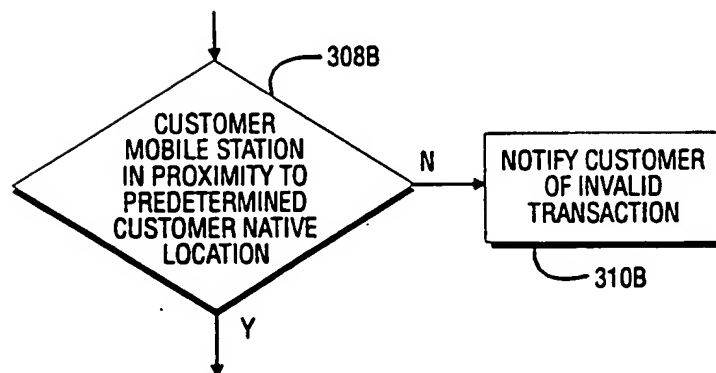 308B
CUSTOMER
MOBILE STATION
IN PROXIMITY TO
PREDETERMINED
CUSTOMER NATIVE
LOCATION
N
NOTIFY CUSTOMER
OF INVALID
TRANSACTION
310B
Y